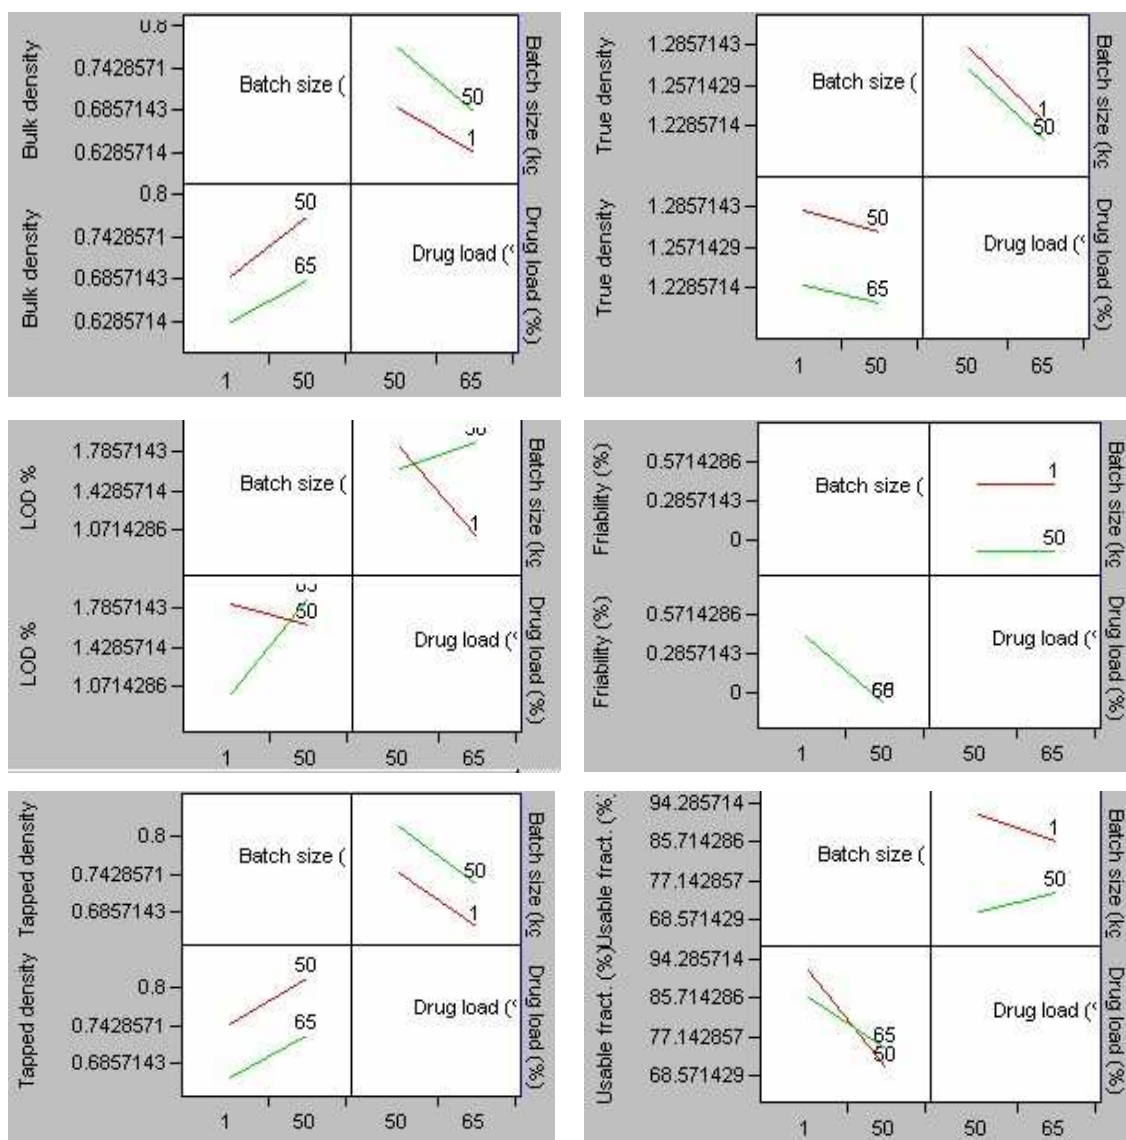 Bulk density
0.8
0.7428571
0.6857143
0.6285714
Batch size (
50
1
Batch size (kg
Bulk density
0.8
0.7428571
0.6857143
0.6285714
50
65
Drug load (%
Drug load (%)
1
50
50
65
True density
1.2857143
1.2571429
1.2285714
Batch size (
1
50
Batch size (kg
True density
1.2857143
1.2571429
1.2285714
50
65
Drug load (%
Drug load (%)
1
50
50
65
LOD %
1.7857143
1.4285714
1.0714286
Batch size (
50
1
Batch size (kg
LOD %
1.7857143
1.4285714
1.0714286
65
50
Drug load (%
Drug load (%)
1
50
50
65
Friability (%)
0.5714286
0.2857143
0
Batch size (
1
50
Batch size (kg
Friability (%)
0.5714286
0.2857143
0
Drug load (%
Drug load (%)
1
50
50
65
Tapped density
0.8
0.7428571
0.6857143
Batch size (
50
1
Batch size (kg
Tapped density
0.8
0.7428571
0.6857143
50
65
Drug load (%
Drug load (%)
1
50
50
65
Usable fract. (%)
94.285714
85.714286
77.142857
68.571429
Batch size (
1
50
Batch size (kg
Usable fract. (%)
94.285714
85.714286
77.142857
68.571429
65
50
Drug load (%
Drug load (%)
1
50
50
65